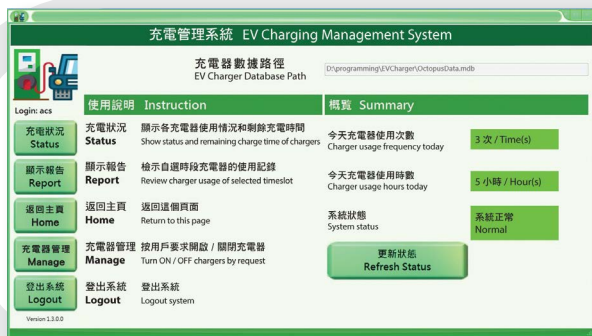 充電管理系統 EV Charging Management System
充電器數據路徑
EV Charger Database Path
D:\programming\EVCharger\OctopusData.mdb
Login: acs
充電狀況
Status
顯示報告
Report
返回主頁
Home
充電器管理
Manage
登出系統
Logout
Version 1.3.0.0
使用說明 Instruction
充電狀況 顯示各充電器使用情況和剩餘充電時間
Status Show status and remaining charge time of chargers
顯示報告 檢示自選時段充電器的使用記錄
Report Review charger usage of selected timeslot
返回主頁 返回這個頁面
Home Return to this page
充電器管理 按用戶要求開啟 / 關閉充電器
Manage Turn ON / OFF chargers by request
登出系統 登出系統
Logout Logout system
概覧 Summary
今天充電器使用次數
Charger usage frequency today
3 次 / Time(s)
今天充電器使用時數
Charger usage hours today
5 小時 / Hour(s)
系統狀態
System status
系統正常
Normal
更新狀態
Refresh Status